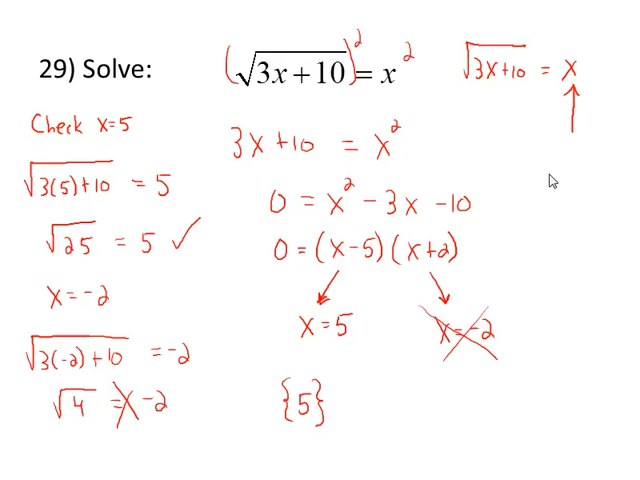 29) Solve: (√3x + 10)² = x²
√3x+10 = x
Check x=5
√3(5)+10 = 5
√25 = 5 ✓
x=-2
√3(-2)+10 = -2
√4 = -2
3x+10 = x²
0 = x² - 3x - 10
0 = (x-5)(x+2)
x=5 x=-2
{5}